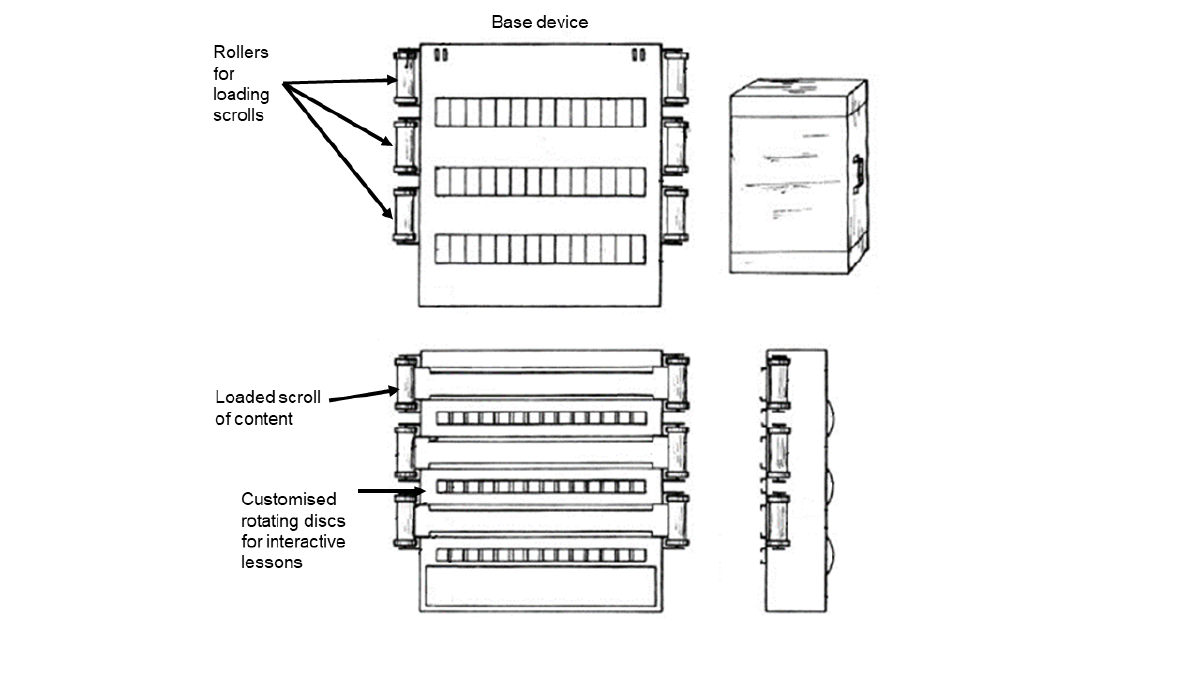 Base device
Rollers
for
loading
scrolls
Loaded scroll
of content
Customised
rotating discs
for interactive
lessons